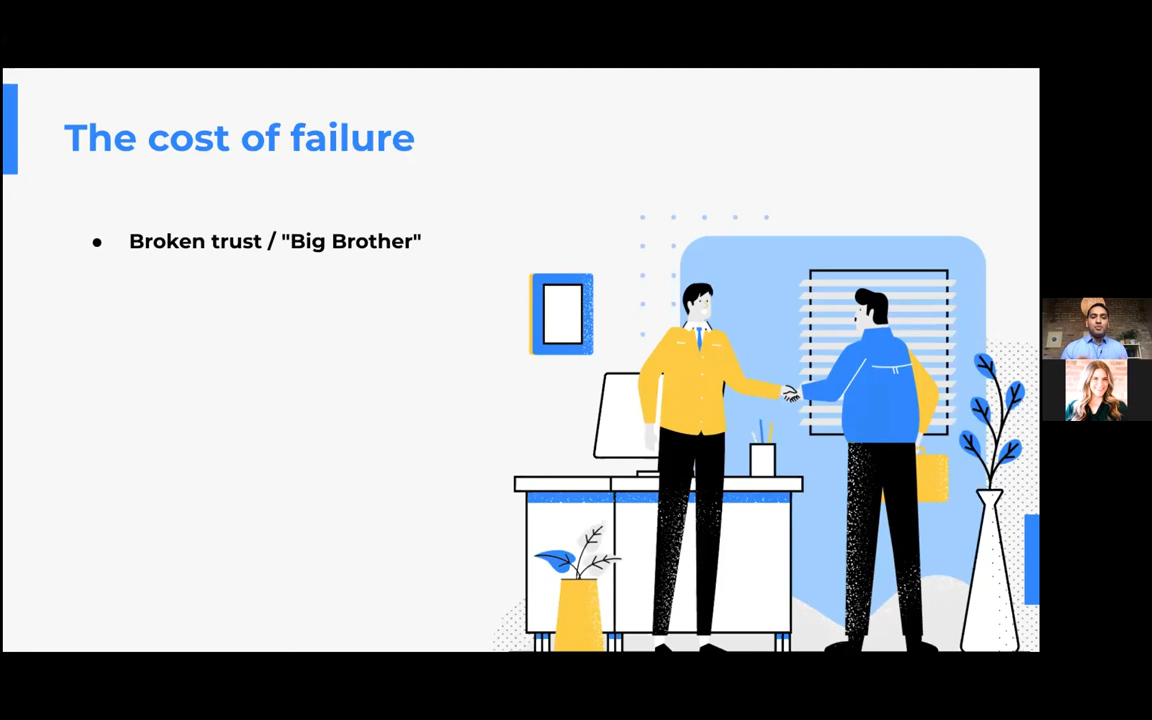 The cost of failure
● Broken trust / "Big Brother"